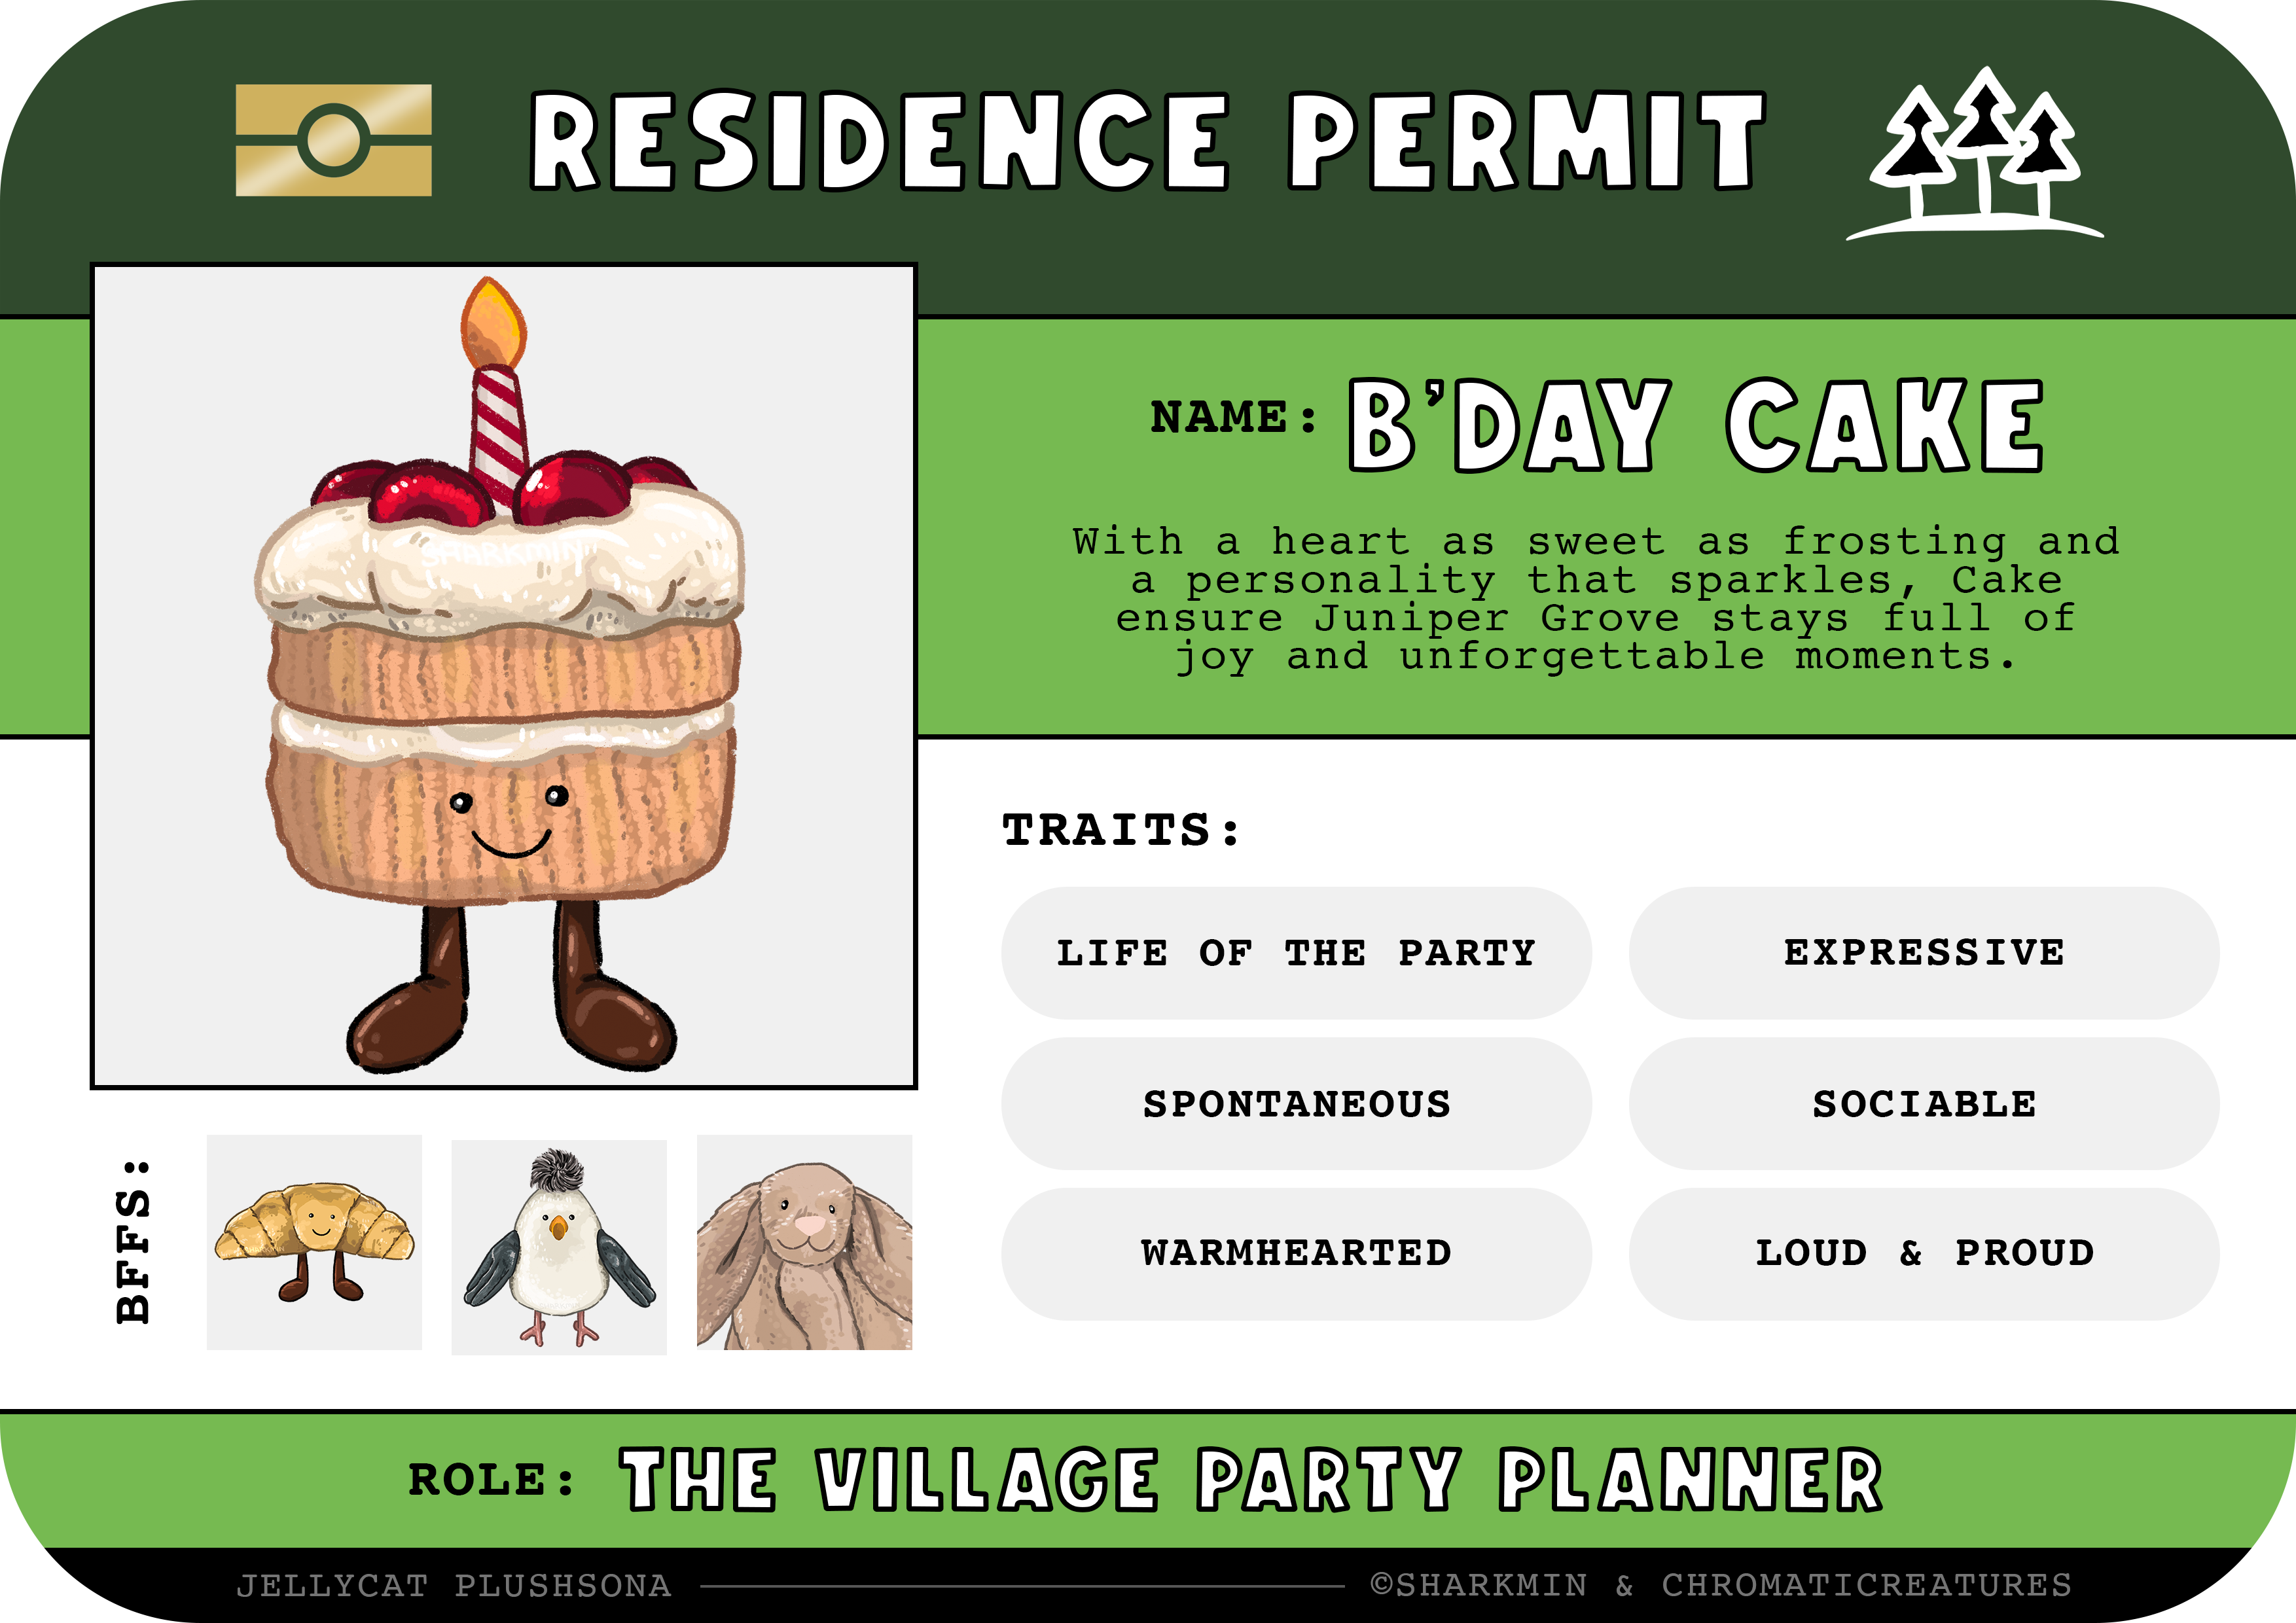 RESIDENCE PERMIT
NAME: B'DAY CAKE
With a heart as sweet as frosting and
a personality that sparkles, Cake
ensure Juniper Grove stays full of
joy and unforgettable moments.
SHARKMIN
TRAITS:
LIFE OF THE PARTY
EXPRESSIVE
SPONTANEOUS
SOCIABLE
WARMHEARTED
LOUD & PROUD
BFFS:
ROLE: THE VILLAGE PARTY PLANNER
JELLYCAT PLUSHSONA
©SHARKMIN & CHROMATICREATURES